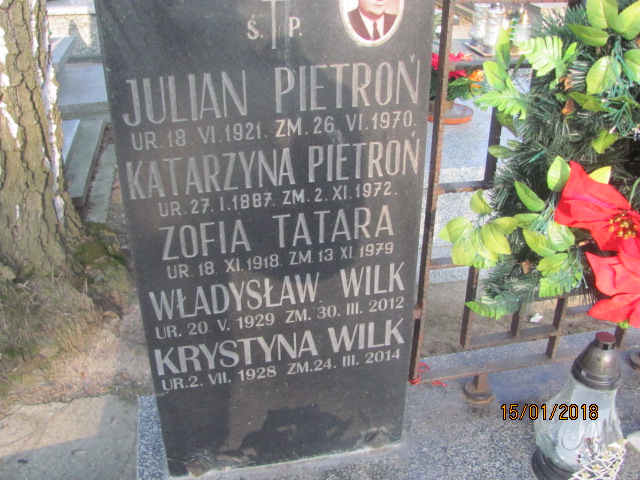 Ś. P.
JULIAN PIETROŃ
UR. 18. VI. 1921. ZM. 26. VI. 1970.
KATARZYNA PIETROŃ
UR. 27. I. 1887. ZM. 2. XI. 1972.
ZOFIA TATARA
UR. 18. XI. 1918. ZM. 13 XI. 1979
WŁADYSŁAW WILK
UR. 20. V. 1929 ZM. 30. III. 2012
KRYSTYNA WILK
UR. 2. VII. 1928 ZM. 24. III. 2014
15/01/2018